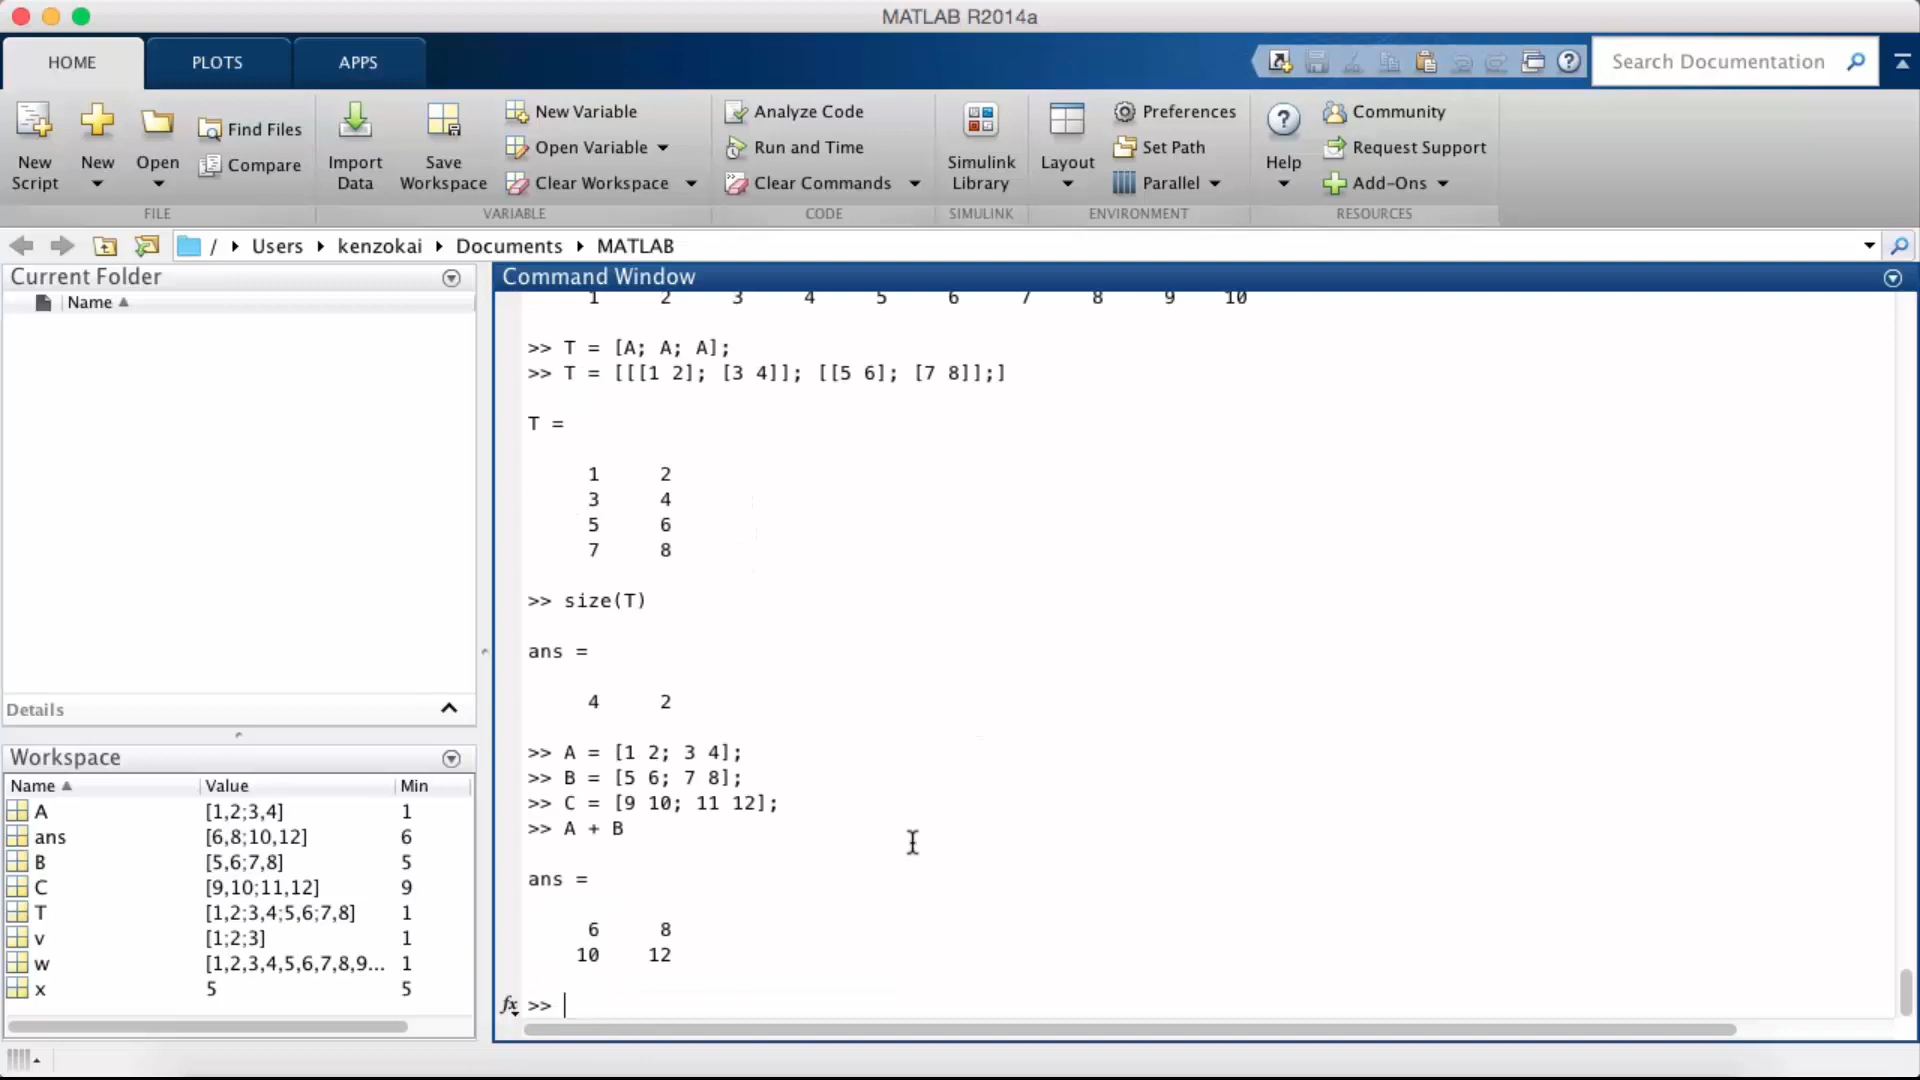 MATLAB R2014a
HOME PLOTS APPS
Search Documentation
New Script
New
Open
Find Files
Compare
Import Data
Save Workspace
New Variable
Open Variable
Clear Workspace
Analyze Code
Run and Time
Clear Commands
Simulink Library
Layout
Preferences
Set Path
Parallel
Help
Community
Request Support
Add-Ons
FILE VARIABLE CODE SIMULINK ENVIRONMENT RESOURCES
/ Users kenzokai Documents MATLAB
Current Folder
Name
Details
Workspace
Name Value Min
A [1,2;3,4] 1
ans [6,8;10,12] 6
B [5,6;7,8] 5
C [9,10;11,12] 9
T [1,2;3,4;5,6;7,8] 1
v [1;2;3] 1
w [1,2,3,4,5,6,7,8,9... 1
x 5 5
Command Window
1 2 3 4 5 6 7 8 9 10
>> T = [A; A; A];
>> T = [[[1 2]; [3 4]]; [[5 6]; [7 8]];]
T =
1 2
3 4
5 6
7 8
>> size(T)
ans =
4 2
>> A = [1 2; 3 4];
>> B = [5 6; 7 8];
>> C = [9 10; 11 12];
>> A + B
ans =
6 8
10 12
fx >>